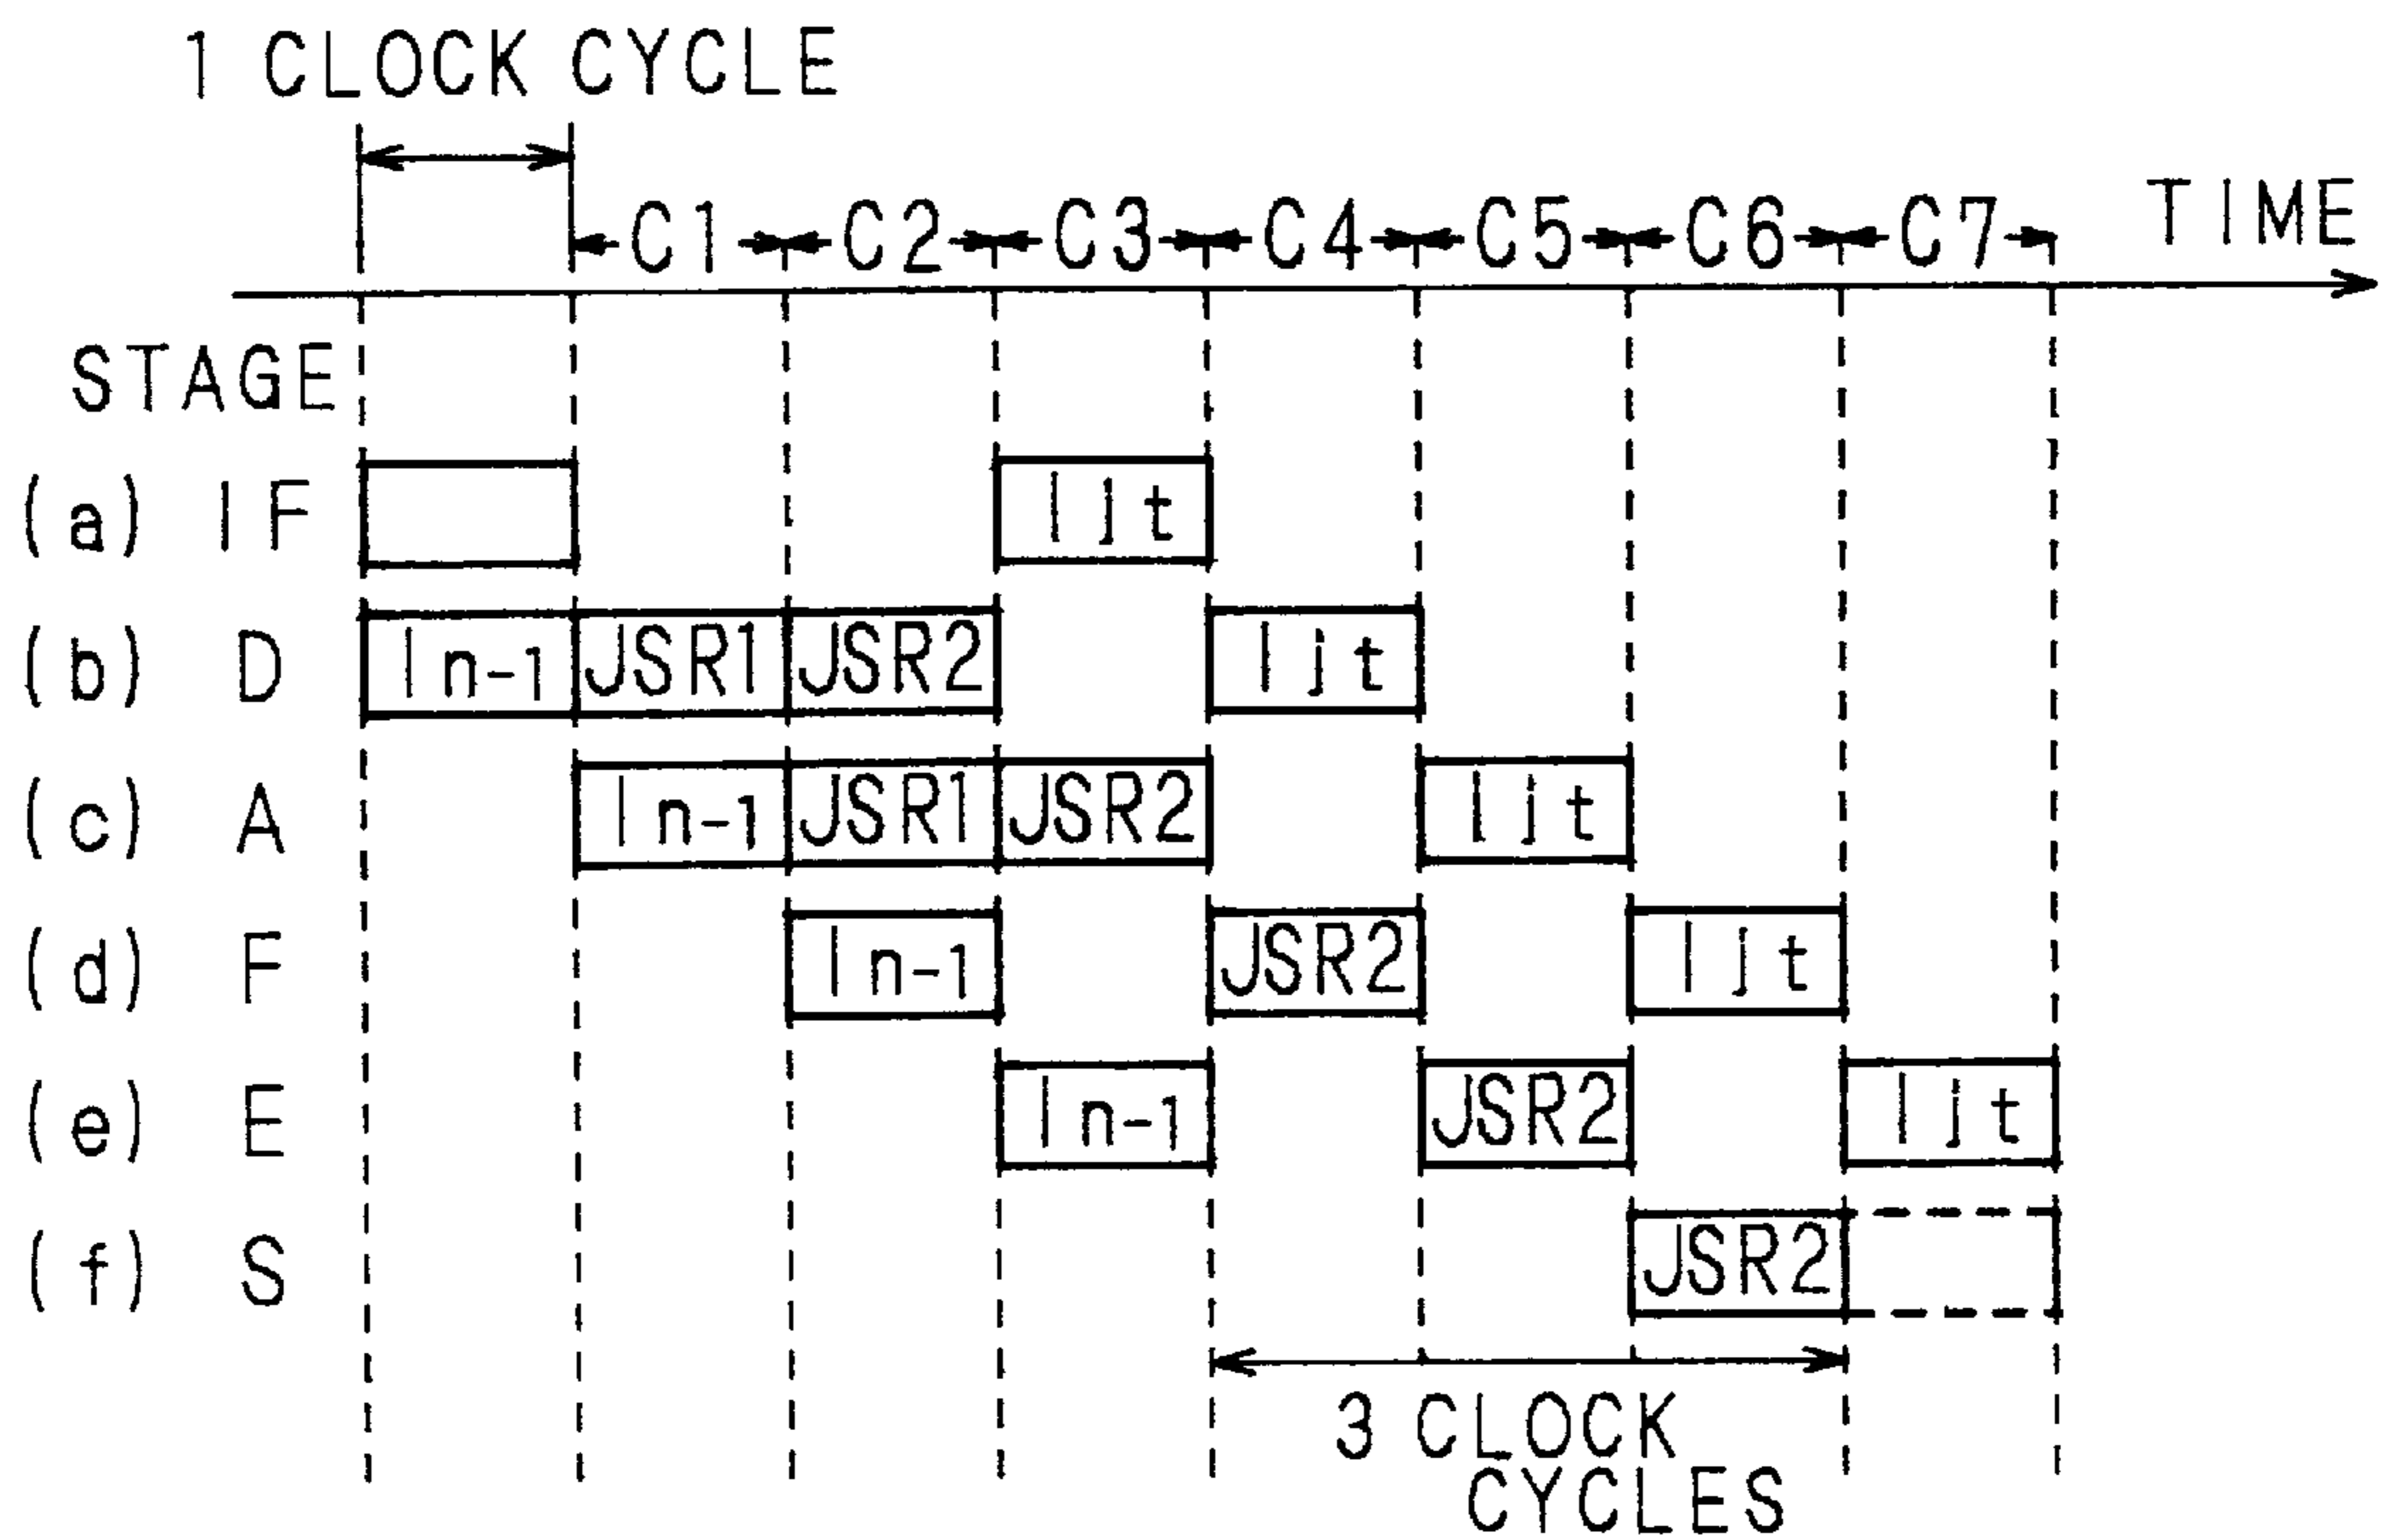 1 CLOCK CYCLE
C1 C2 C3 C4 C5 C6 C7 TIME
STAGE
(a) IF Ijt
(b) D In-1 JSR1 JSR2 Ijt
(c) A In-1 JSR1 JSR2 Ijt
(d) F In-1 JSR2 Ijt
(e) E In-1 JSR2 Ijt
(f) S JSR2
3 CLOCK
CYCLES